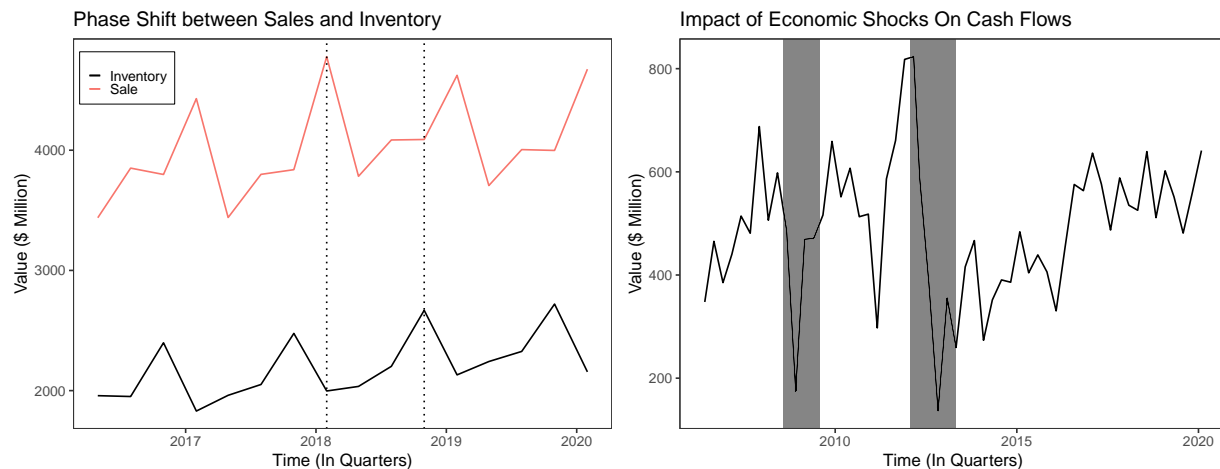 Phase Shift between Sales and Inventory
Value ($ Million)
4000
3000
2000
Inventory
Sale
2017
2018
2019
2020
Time (In Quarters)
Impact of Economic Shocks On Cash Flows
Value ($ Million)
800
600
400
200
2010
2015
2020
Time (In Quarters)